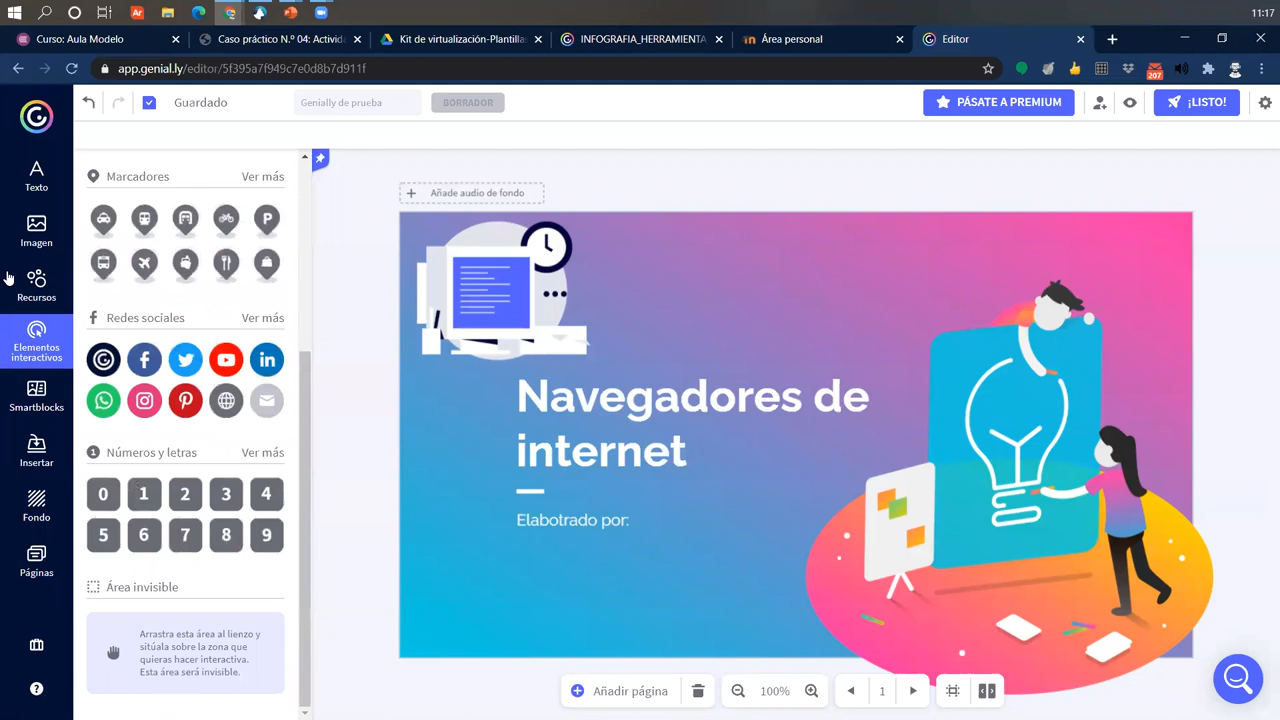 11:17
Curso: Aula Modelo
Caso práctico N.º 04: Activida
Kit de virtualización-Plantillas
INFOGRAFIA_HERRAMIENTA
Área personal
Editor
app.genial.ly/editor/5f395a7f949c7e0d8b7d911f
207
Guardado
Genially de prueba
BORRADOR
PÁSATE A PREMIUM
¡LISTO!
Texto
Imagen
Recursos
Elementos
interactivos
Smartblocks
Insertar
Fondo
Páginas
Marcadores
Ver más
P
Redes sociales
Ver más
Números y letras
Ver más
0 1 2 3 4
5 6 7 8 9
Área invisible
Arrastra esta área al lienzo y
sitúala sobre la zona que
quieras hacer interactiva.
Esta área será invisible.
Añade audio de fondo
Navegadores de
internet
Elabotrado por:
Añadir página
100%
1